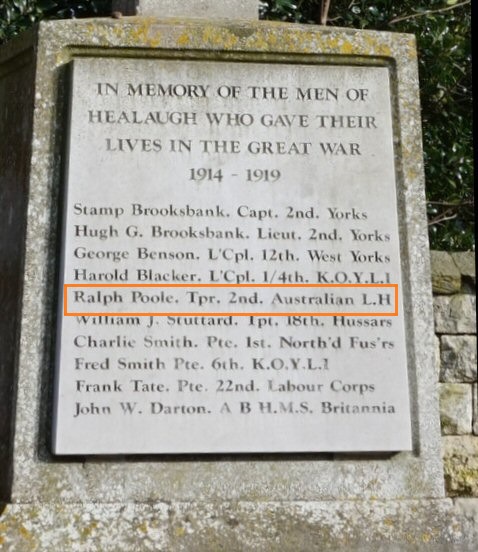 IN MEMORY OF THE MEN OF
HEALAUGH WHO GAVE THEIR
LIVES IN THE GREAT WAR
1914 - 1919
Stamp Brooksbank. Capt. 2nd. Yorks
Hugh G. Brooksbank. Lieut. 2nd. Yorks
George Benson. L'Cpl. 12th. West Yorks
Harold Blacker. L'Cpl. 1/4th. K.O.Y.L.I
Ralph Poole. Tpr. 2nd. Australian L.H
William J. Stuttard. Tpt. 18th. Hussars
Charlie Smith. Pte. 1st. North'd Fus'rs
Fred Smith Pte. 6th. K.O.Y.L.I
Frank Tate. Pte. 22nd. Labour Corps
John W. Darton. A B H.M.S. Britannia